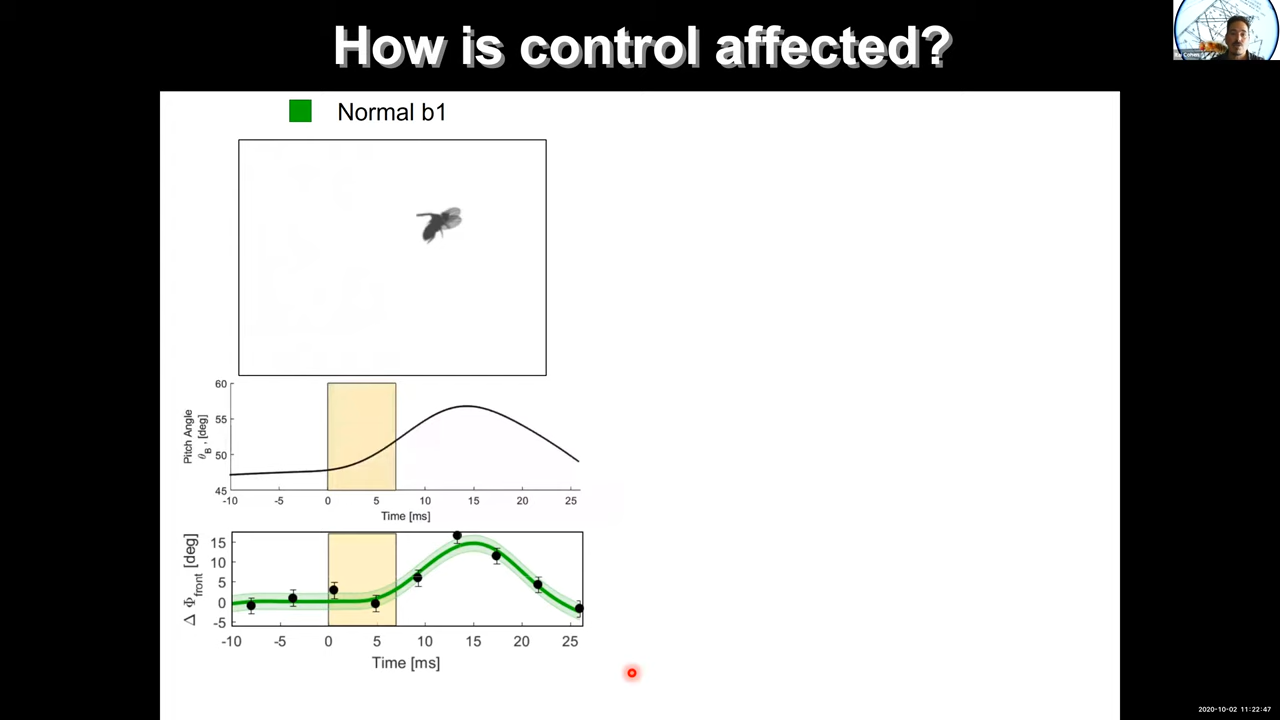 How is control affected?
Normal b1
60
55
50
45
Pitch Angle
θB , [deg]
-10 -5 0 5 10 15 20 25
Time [ms]
15
10
5
0
-5
Δ Φfront [deg]
-10 -5 0 5 10 15 20 25
Time [ms]
2020-10-02 11:22:47